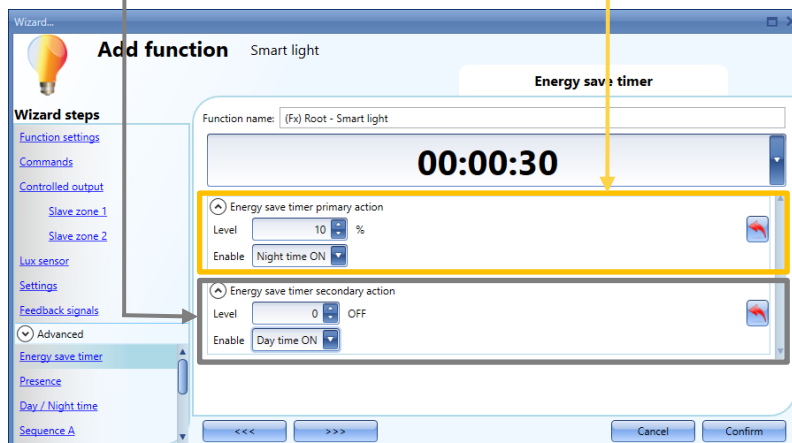 Wizard...
Add function Smart light
Energy save timer
Wizard steps
Function settings
Commands
Controlled output
Slave zone 1
Slave zone 2
Lux sensor
Settings
Feedback signals
Advanced
Energy save timer
Presence
Day / Night time
Sequence A
Function name: (Fx) Root - Smart light
00:00:30
Energy save timer primary action
Level 10 %
Enable Night time ON
Energy save timer secondary action
Level 0 OFF
Enable Day time ON
<<< >>> Cancel Confirm